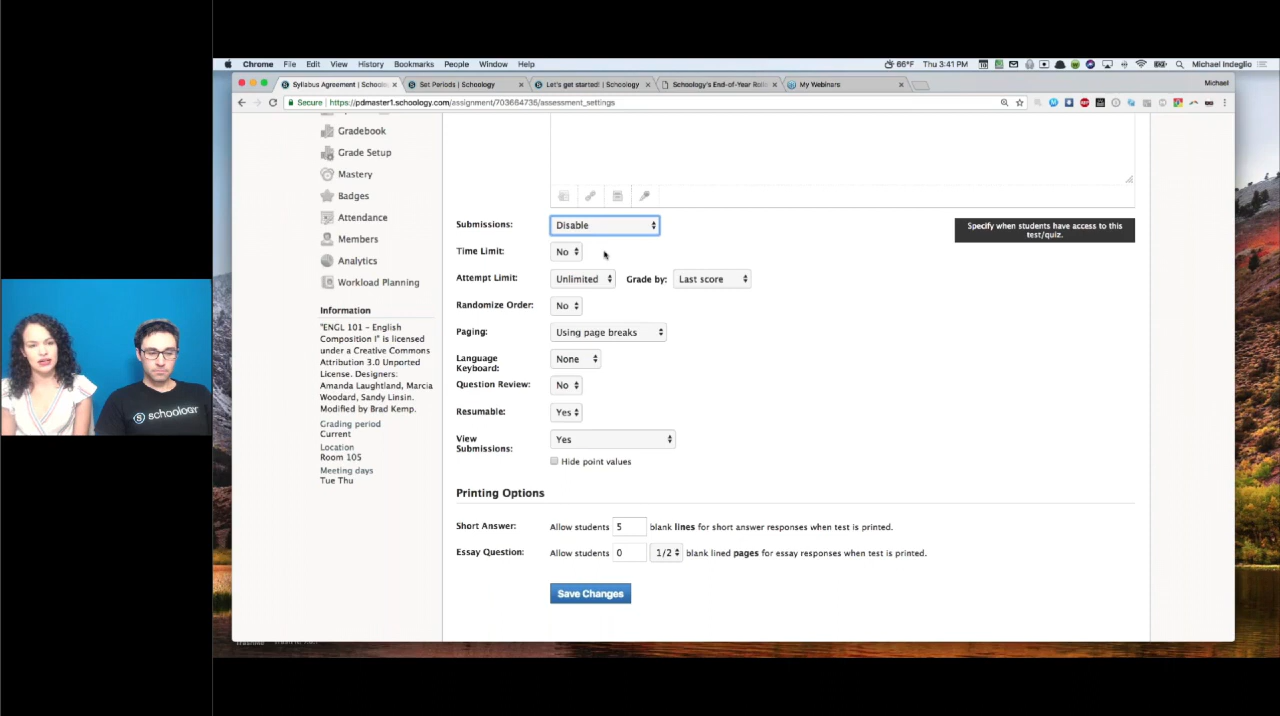 Chrome File Edit View History Bookmarks People Window Help 66°F Thu 3:41 PM Michael Indeglio
Syllabus Agreement | Schoolo Set Periods | Schoology Let's get started! | Schoology Schoology's End-of-Year Roll My Webinars Michael
Secure https://pdmaster1.schoology.com/assignment/703664736/assessment_settings
Gradebook
Grade Setup
Mastery
Badges
Attendance
Members
Analytics
Workload Planning
Information
"ENGL 101 – English
Composition I" is licensed
under a Creative Commons
Attribution 3.0 Unported
License. Designers:
Amanda Laughtland, Marcia
Woodard, Sandy Linsin.
Modified by Brad Kemp.
Grading period
Current
Location
Room 105
Meeting days
Tue Thu
Submissions: Disable
Specify when students have access to this
test/quiz.
Time Limit: No
Attempt Limit: Unlimited Grade by: Last score
Randomize Order: No
Paging: Using page breaks
Language
Keyboard: None
Question Review: No
Resumable: Yes
View
Submissions: Yes
Hide point values
Printing Options
Short Answer: Allow students 5 blank lines for short answer responses when test is printed.
Essay Question: Allow students 0 1/2 blank lined pages for essay responses when test is printed.
Save Changes
schoology